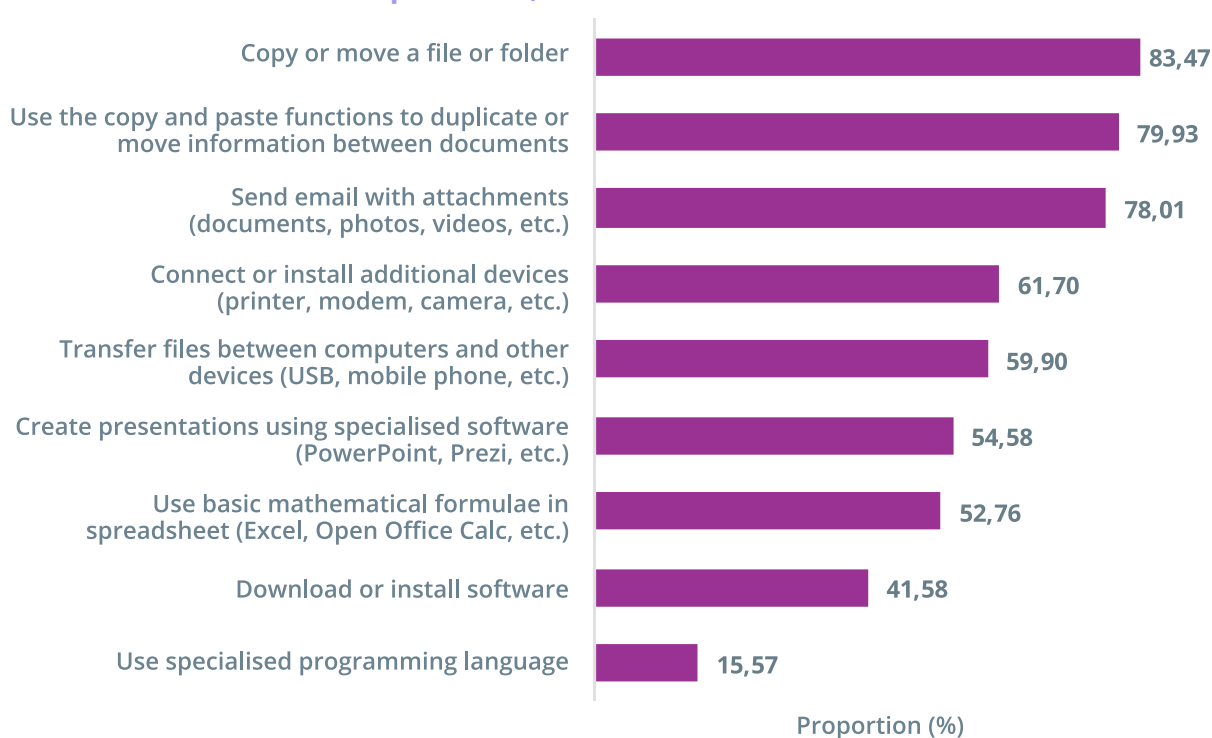 Copy or move a file or folder
83,47
Use the copy and paste functions to duplicate or
move information between documents
79,93
Send email with attachments
(documents, photos, videos, etc.)
78,01
Connect or install additional devices
(printer, modem, camera, etc.)
61,70
Transfer files between computers and other
devices (USB, mobile phone, etc.)
59,90
Create presentations using specialised software
(PowerPoint, Prezi, etc.)
54,58
Use basic mathematical formulae in
spreadsheet (Excel, Open Office Calc, etc.)
52,76
Download or install software
41,58
Use specialised programming language
15,57
Proportion (%)